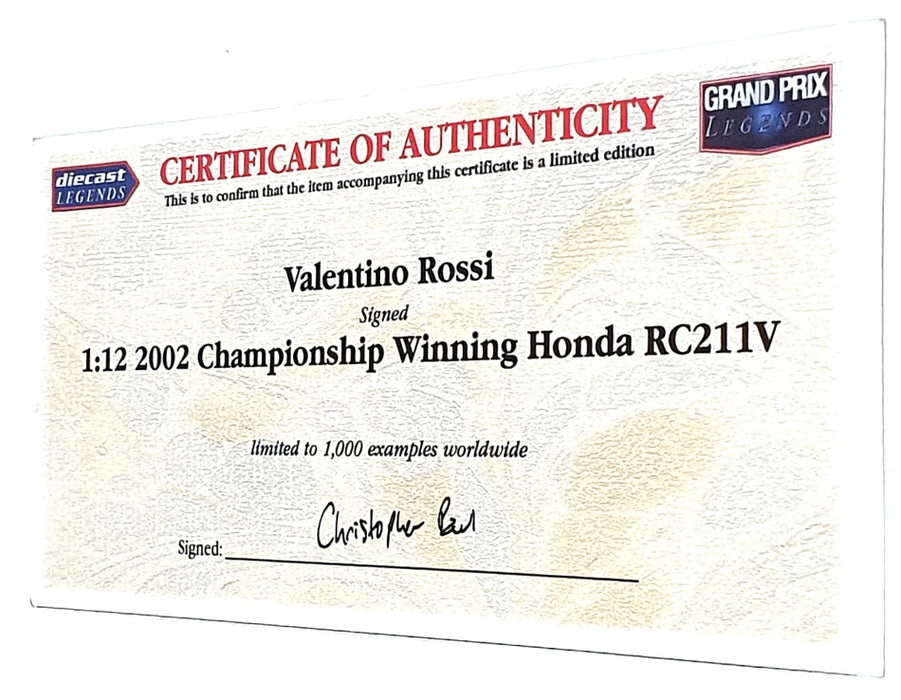 diecast
LEGENDS
CERTIFICATE OF AUTHENTICITY
GRAND PRIX
LEGENDS
This is to confirm that the item accompanying this certificate is a limited edition
Valentino Rossi
Signed
1:12 2002 Championship Winning Honda RC211V
limited to 1,000 examples worldwide
Signed: Christopher Paul